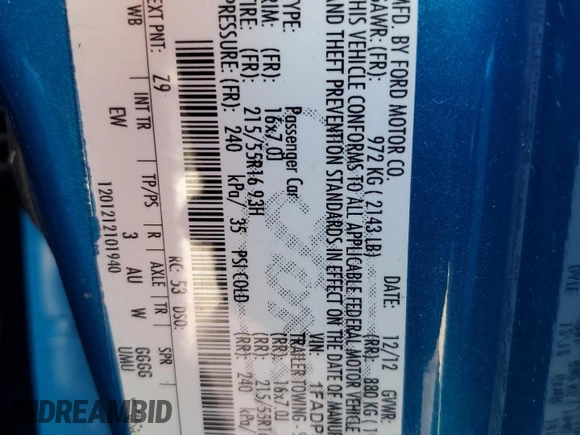 MFD. BY FORD MOTOR CO.
DATE: 12/12
GVWR:
GAWR: (FR): 972 KG ( 2143 LB)
(RR): 880 KG ( 1
THIS VEHICLE CONFORMS TO ALL APPLICABLE FEDERAL MOTOR VEHICLE
AND THEFT PREVENTION STANDARDS IN EFFECT ON THE DATE OF MANUF
VIN: 1FADP
TYPE: Passenger Car
TRAILER TOWING -
RIM: (FR): 16x7.0J
(RR): 16x7.0J
TIRE: (FR): 215/55R16 93H
(RR): 215/55R1
PRESSURE: (FR): 240 kPa/ 35 PSI COLD
(RR): 240 kPa/
RC: 53 DSO:
EXT PNT: Z9
WB INT TR TP/PS R AXLE TR SPR
EW 3 AU W GGGG
UMU
120121210 1940
RIDREAMBID